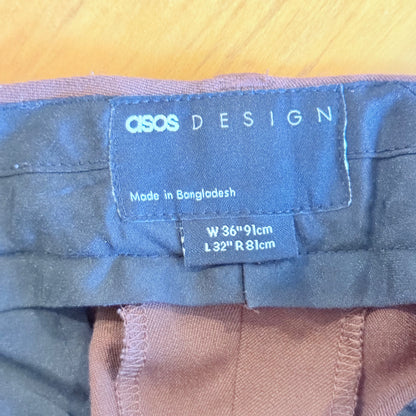 asos DESIGN
Made in Bangladesh
W 36" 91cm
L 32" R 81cm